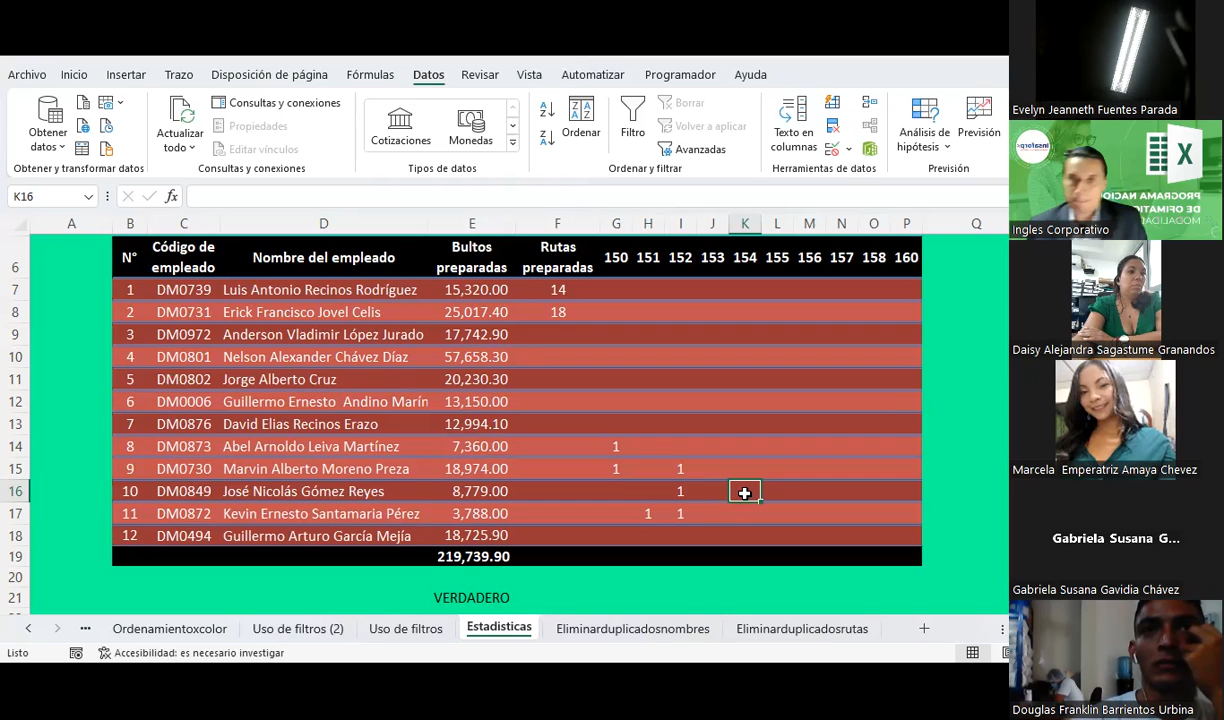 Archivo Inicio Insertar Trazo Disposición de página Fórmulas Datos Revisar Vista Automatizar Programador Ayuda
Obtener datos
Actualizar todo
Consultas y conexiones
Propiedades
Editar vínculos
Cotizaciones
Monedas
Ordenar
Filtro
Borrar
Volver a aplicar
Avanzadas
Texto en columnas
Análisis de hipótesis
Previsión
Obtener y transformar datos Consultas y conexiones Tipos de datos Ordenar y filtrar Herramientas de datos Previsión
K16 fx
A B C D E F G H I J K L M N O P Q
6 N° Código de empleado Nombre del empleado Bultos preparadas Rutas preparadas 150 151 152 153 154 155 156 157 158 160
7 1 DM0739 Luis Antonio Recinos Rodríguez 15,320.00 14
8 2 DM0731 Erick Francisco Jovel Celis 25,017.40 18
9 3 DM0972 Anderson Vladimir López Jurado 17,742.90
10 4 DM0801 Nelson Alexander Chávez Díaz 57,658.30
11 5 DM0802 Jorge Alberto Cruz 20,230.30
12 6 DM0006 Guillermo Ernesto Andino Marín 13,150.00
13 7 DM0876 David Elias Recinos Erazo 12,994.10
14 8 DM0873 Abel Arnoldo Leiva Martínez 7,360.00 1
15 9 DM0730 Marvin Alberto Moreno Preza 18,974.00 1 1
16 10 DM0849 José Nicolás Gómez Reyes 8,779.00 1
17 11 DM0872 Kevin Ernesto Santamaria Pérez 3,788.00 1 1
18 12 DM0494 Guillermo Arturo García Mejía 18,725.90
19 219,739.90
20
21 VERDADERO
Ordenamientoxcolor Uso de filtros (2) Uso de filtros Estadisticas Eliminarduplicadosnombres Eliminarduplicadosrutas
Listo Accesibilidad: es necesario investigar
Evelyn Jeanneth Fuentes Parada
PROGRAMA NACIO
DE OFIMATIC
MODALIDAD
Ingles Corporativo
Daisy Alejandra Sagastume Granandos
Marcela Emperatriz Amaya Chevez
Gabriela Susana G...
Gabriela Susana Gavidia Chávez
Douglas Franklin Barrientos Urbina